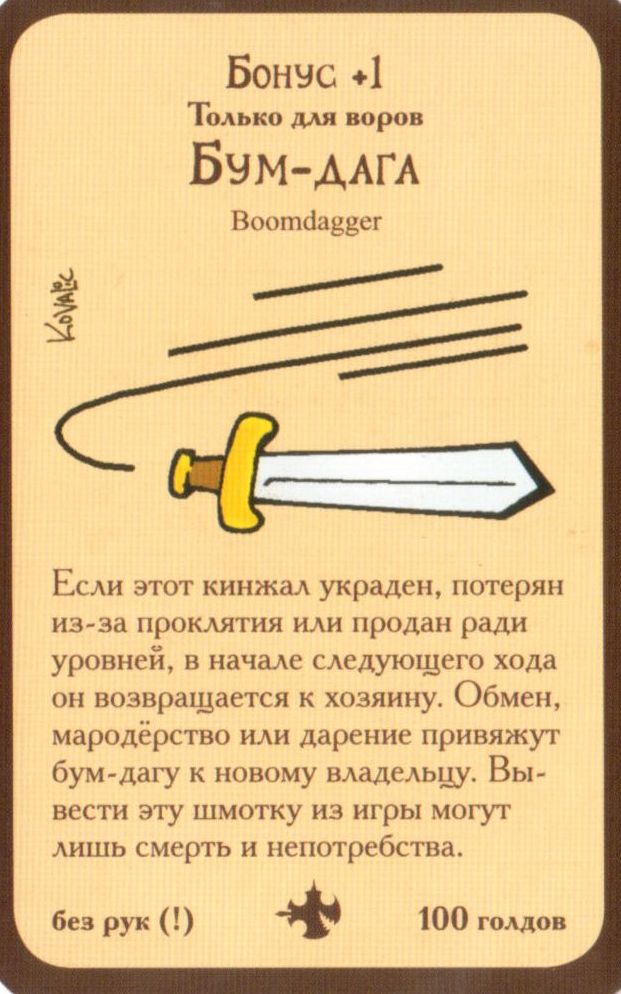 Бонус +1
Только для воров
Бум-дага
Boomdagger
KOVALIC
Если этот кинжал украден, потерян
из-за проклятия или продан ради
уровней, в начале следующего хода
он возвращается к хозяину. Обмен,
мародёрство или дарение привяжут
бум-дагу к новому владельцу. Вы-
вести эту шмотку из игры могут
лишь смерть и непотребства.
без рук (!)
100 голдов